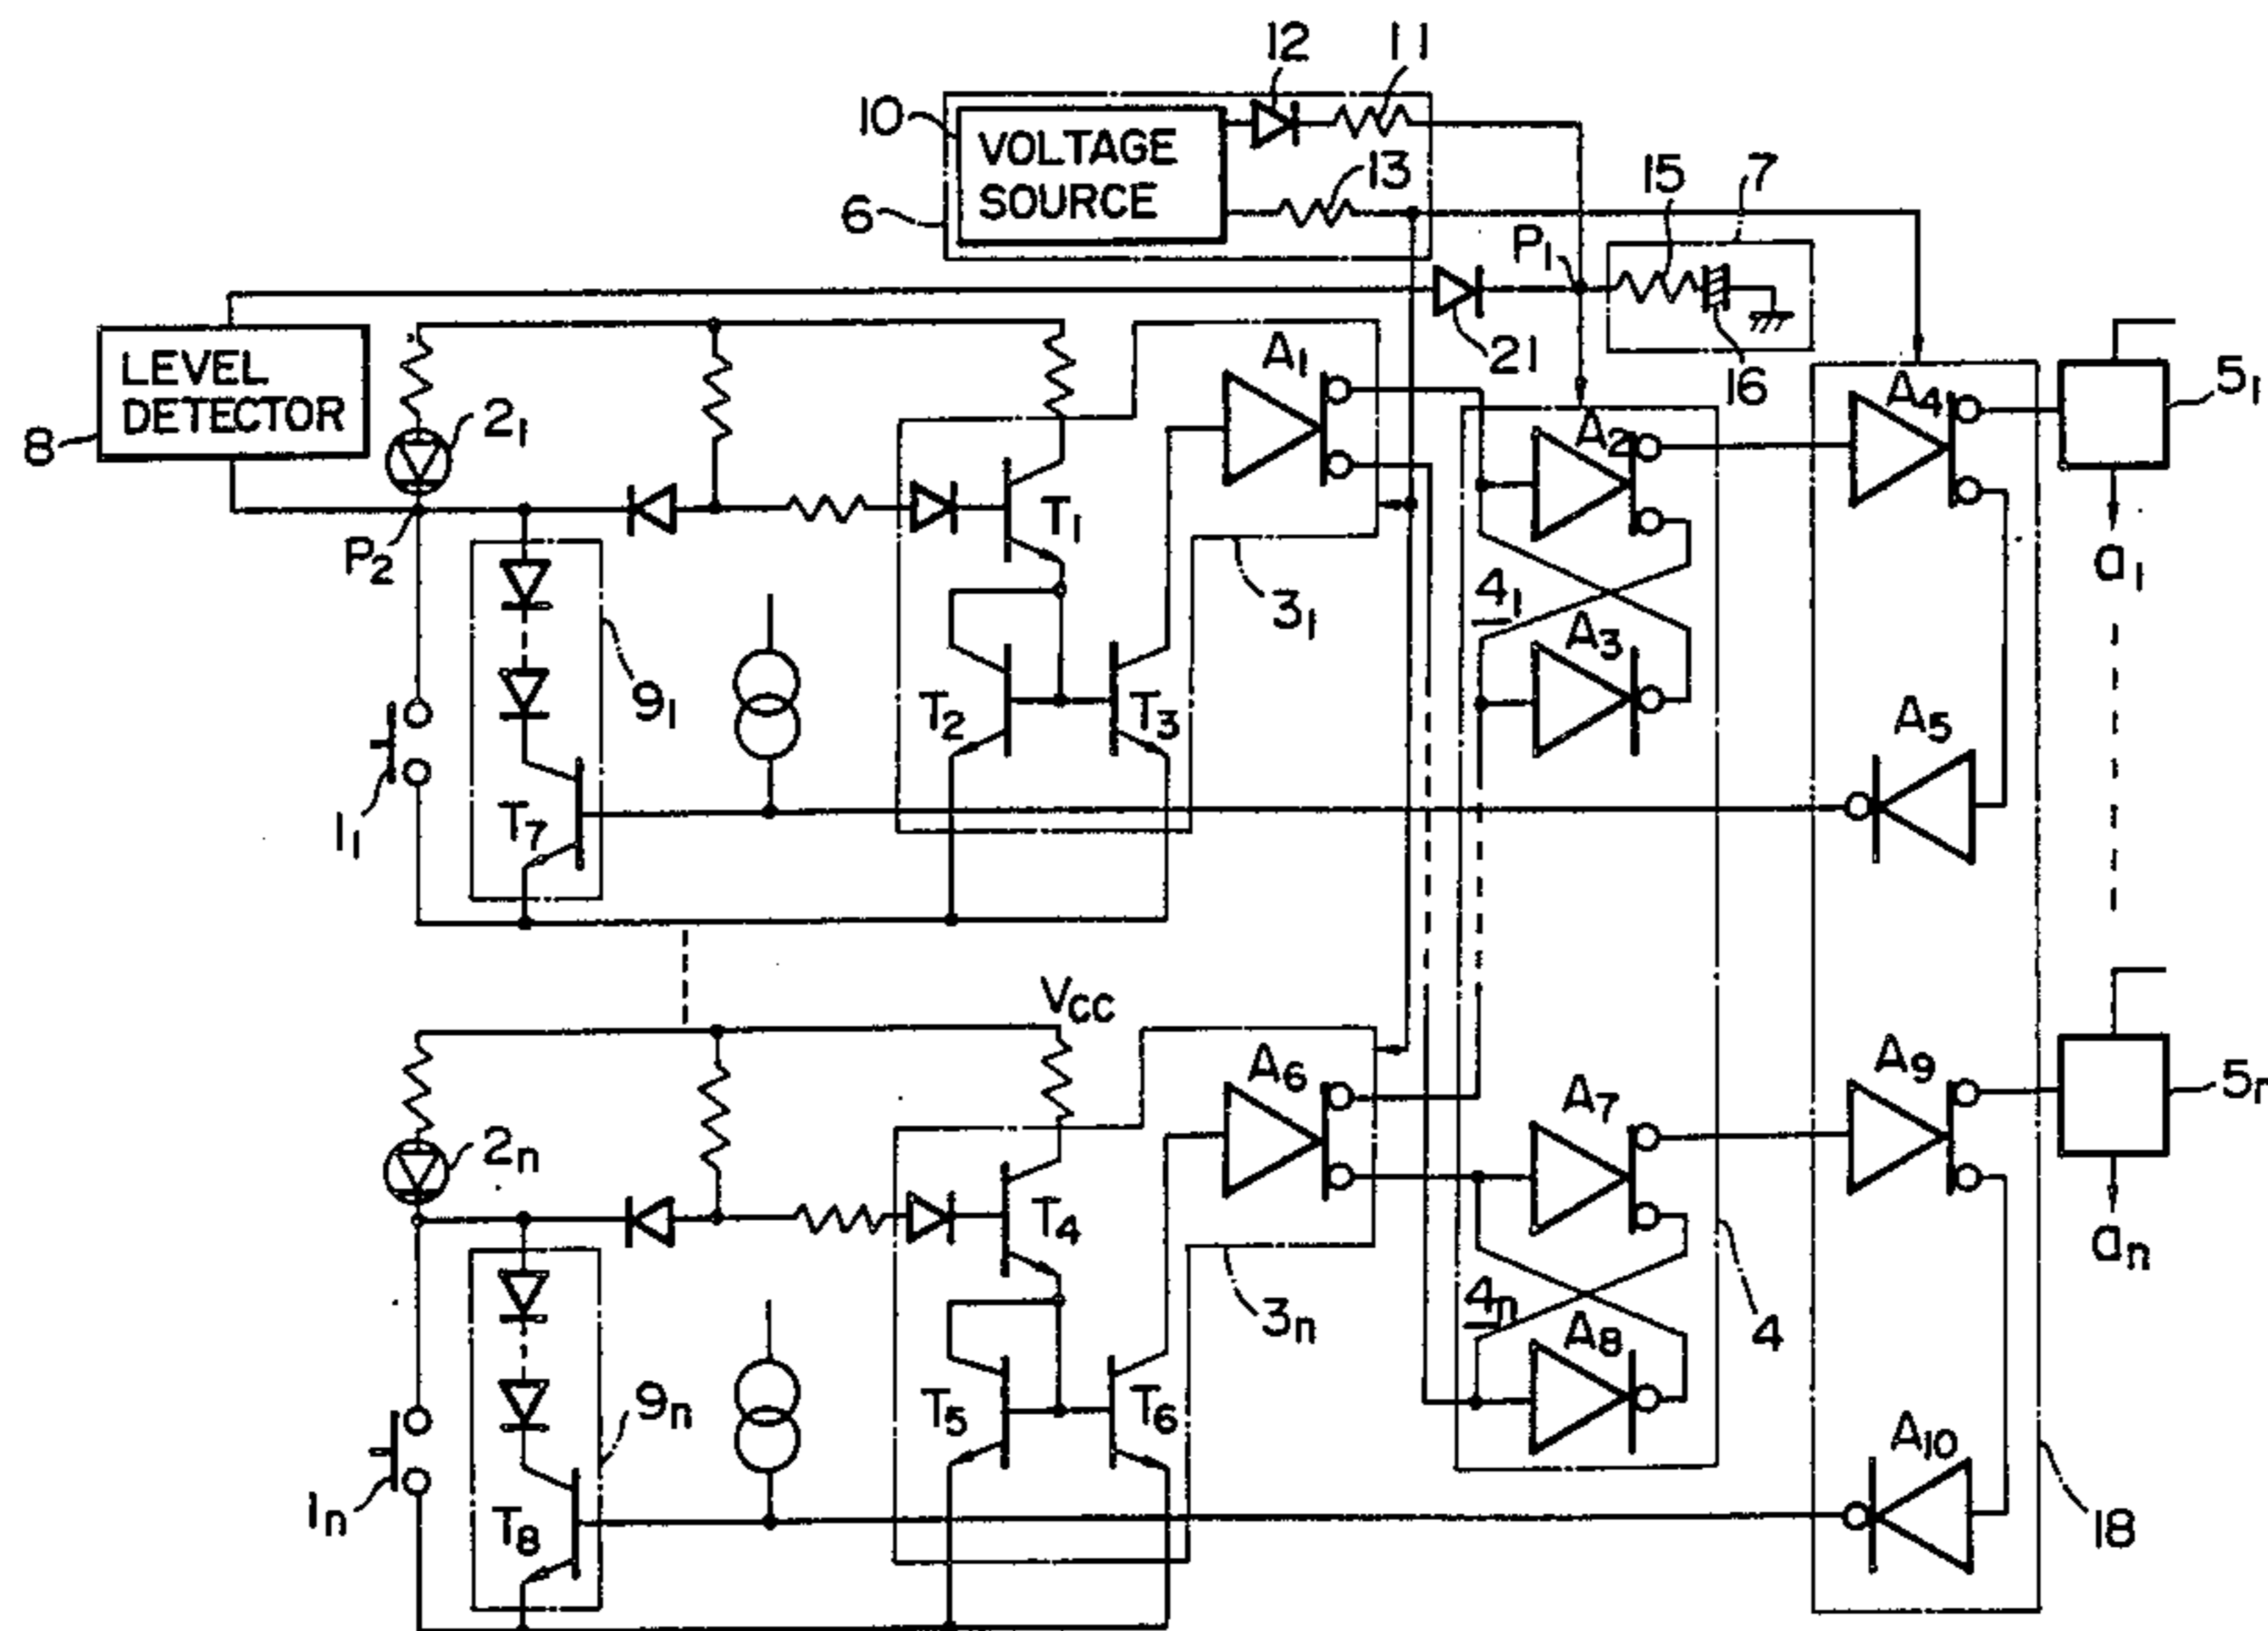 12
11
10
VOLTAGE
SOURCE
13
6
15
7
P₁
21
16
LEVEL
DETECTOR
8
2₁
P₂
T₁
A₁
A₂
A₄
5₁
a₁
3₁
4₁
A₃
9₁
T₂
T₃
A₅
1₁
T₇
V_CC
A₆
A₇
A₉
5n
2n
T₄
an
3n
4n
4
A₈
9n
T₅
T₆
A₁₀
1n
T₈
18